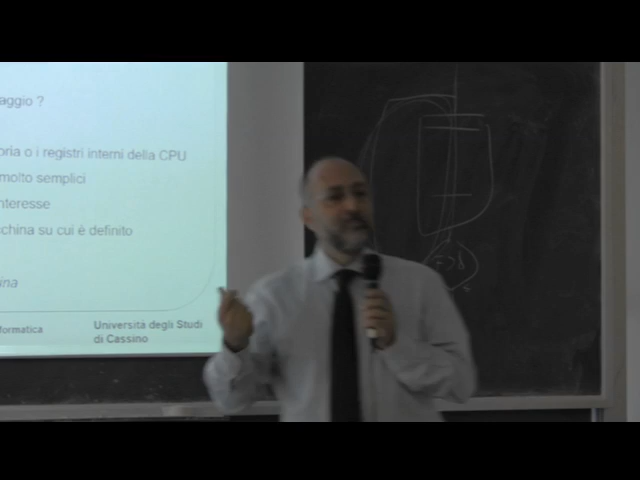 aggio ?
oria o i registri interni della CPU
molto semplici
nteresse
china su cui è definito
ina
formatica
Università degli Studi
di Cassino